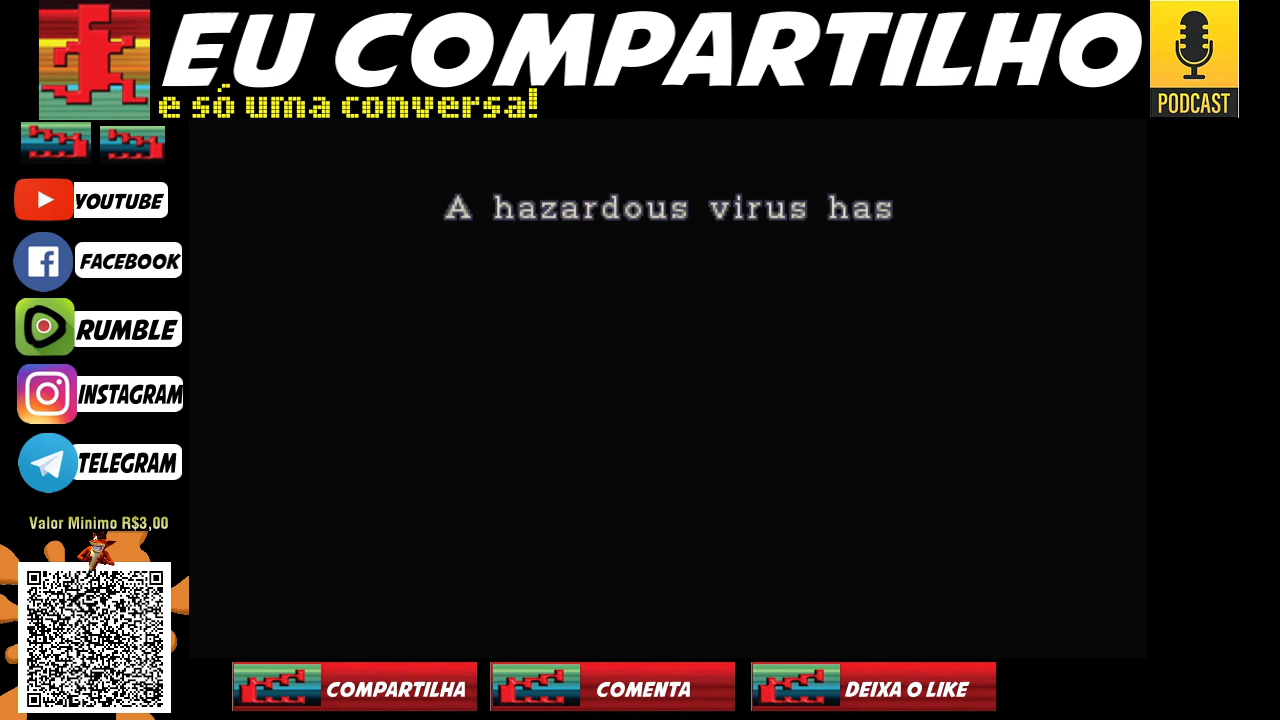 EU COMPARTILHO
e só uma conversa!
PODCAST
A hazardous virus has
YOUTUBE
FACEBOOK
RUMBLE
INSTAGRAM
TELEGRAM
Valor Minimo R$3,00
COMPARTILHA
COMENTA
DEIXA O LIKE